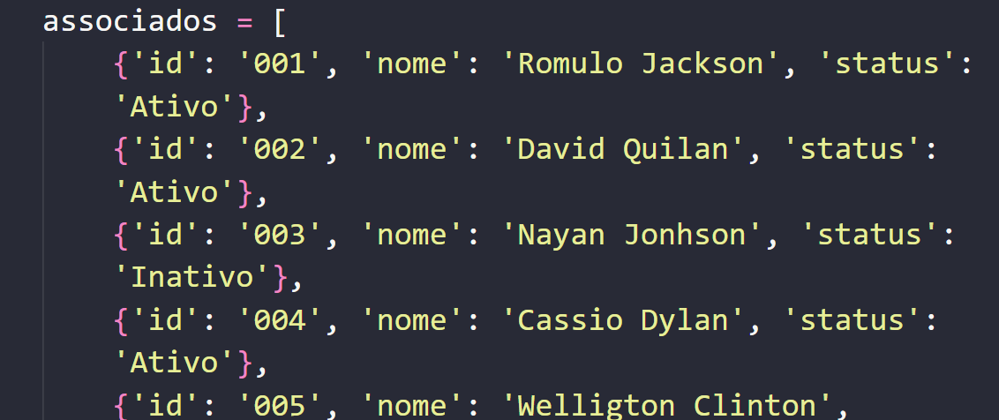 associados = [
{'id': '001', 'nome': 'Romulo Jackson', 'status':
'Ativo'},
{'id': '002', 'nome': 'David Quilan', 'status':
'Ativo'},
{'id': '003', 'nome': 'Nayan Jonhson', 'status':
'Inativo'},
{'id': '004', 'nome': 'Cassio Dylan', 'status':
'Ativo'},
{'id': '005', 'nome': 'Welligton Clinton',